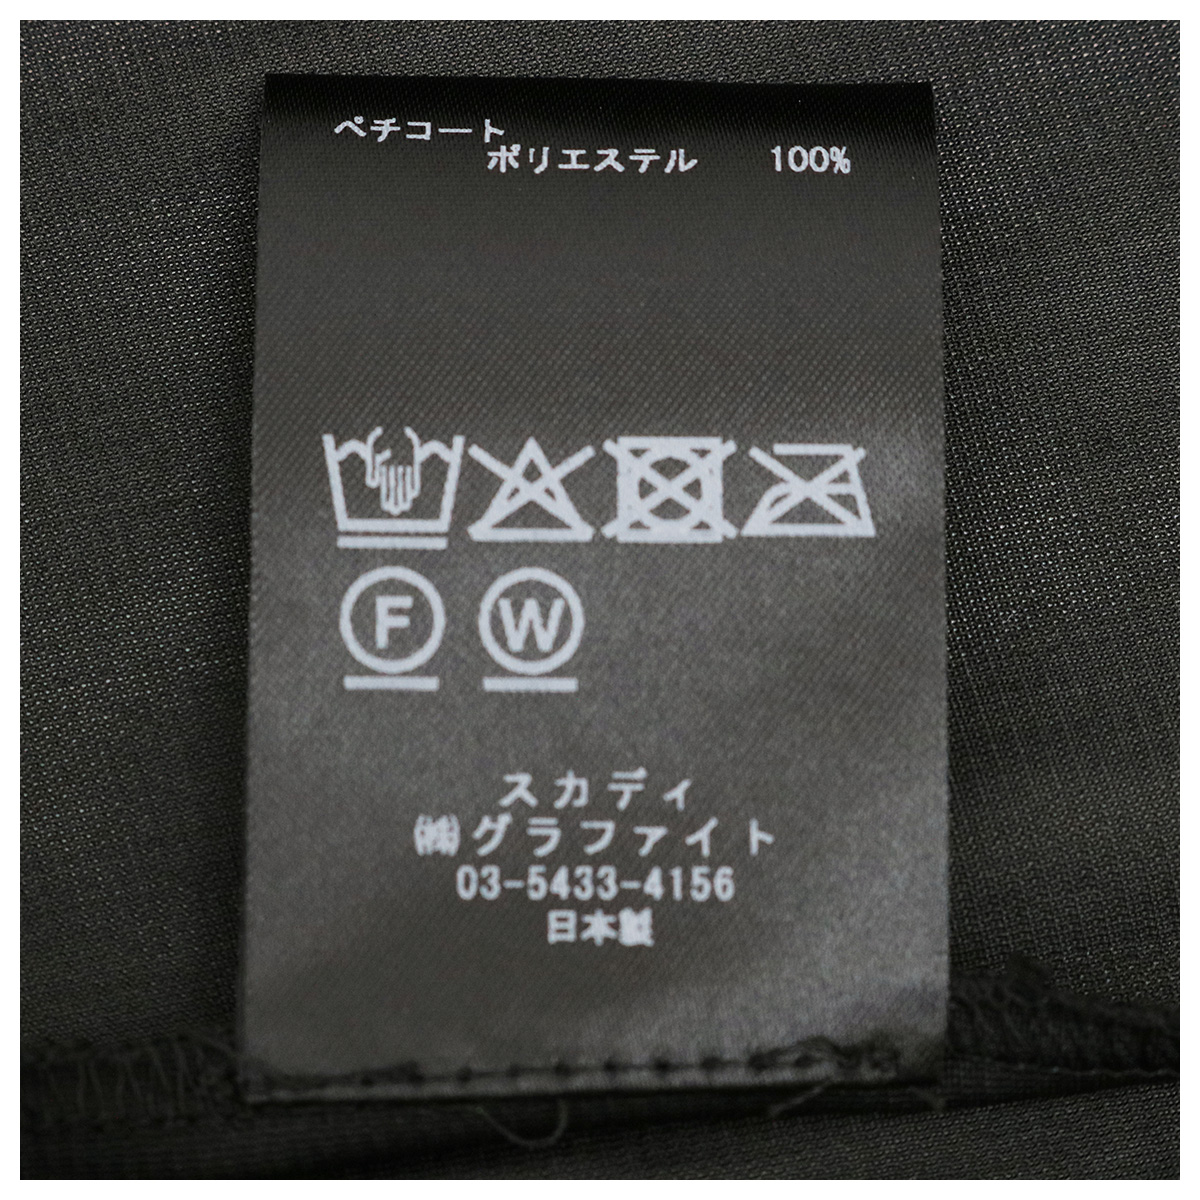 ペチコート
ポリエステル 100%
F W
スカディ
㈱グラファイト
03-5433-4156
日本製